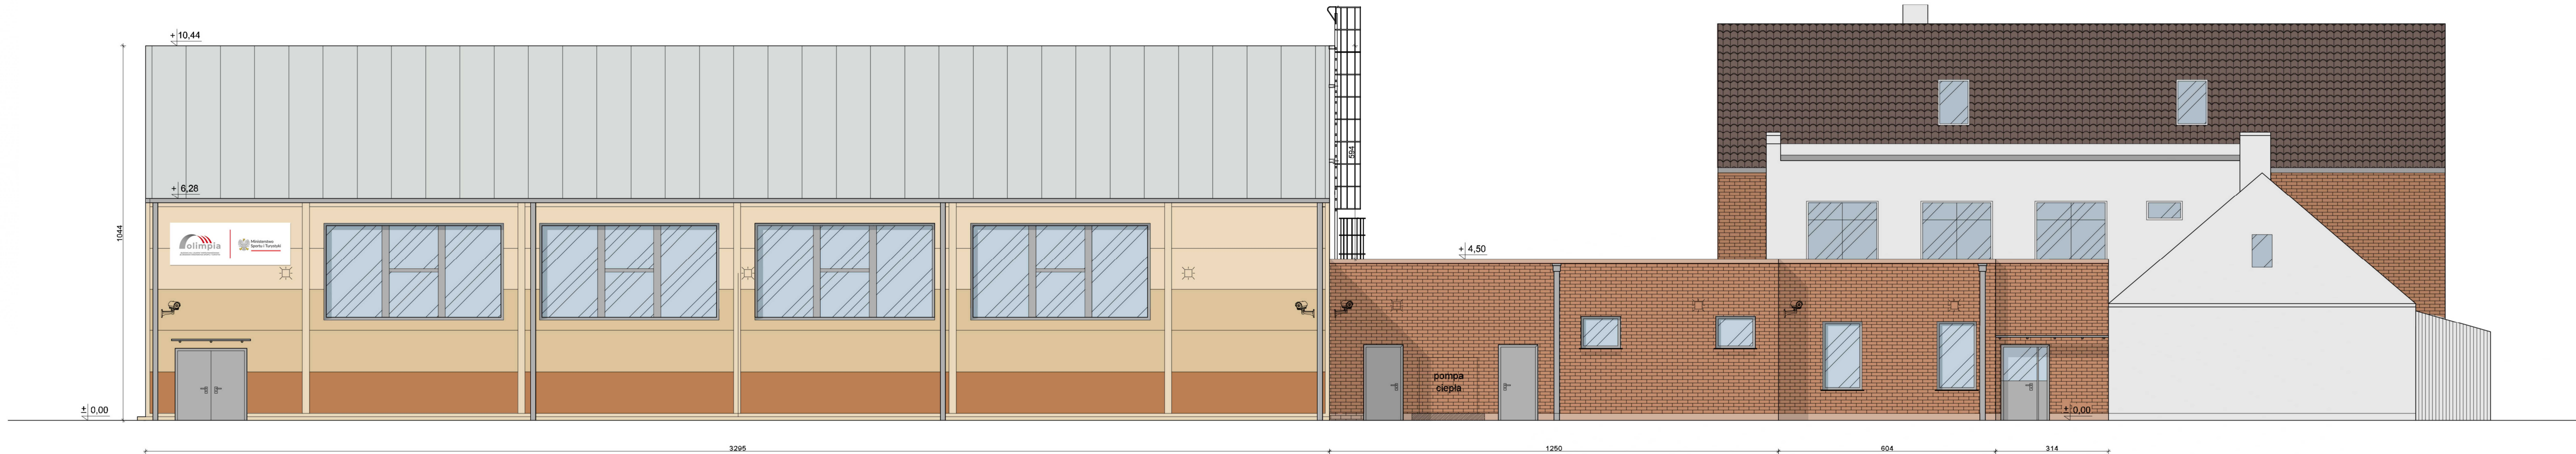 + 10,44
+ 6,28
1044
olimpia
Ministerstwo
Sportu i Turystyki
± 0,00
594
+ 4,50
pompa
ciepła
± 0,00
3295
1250
604
314